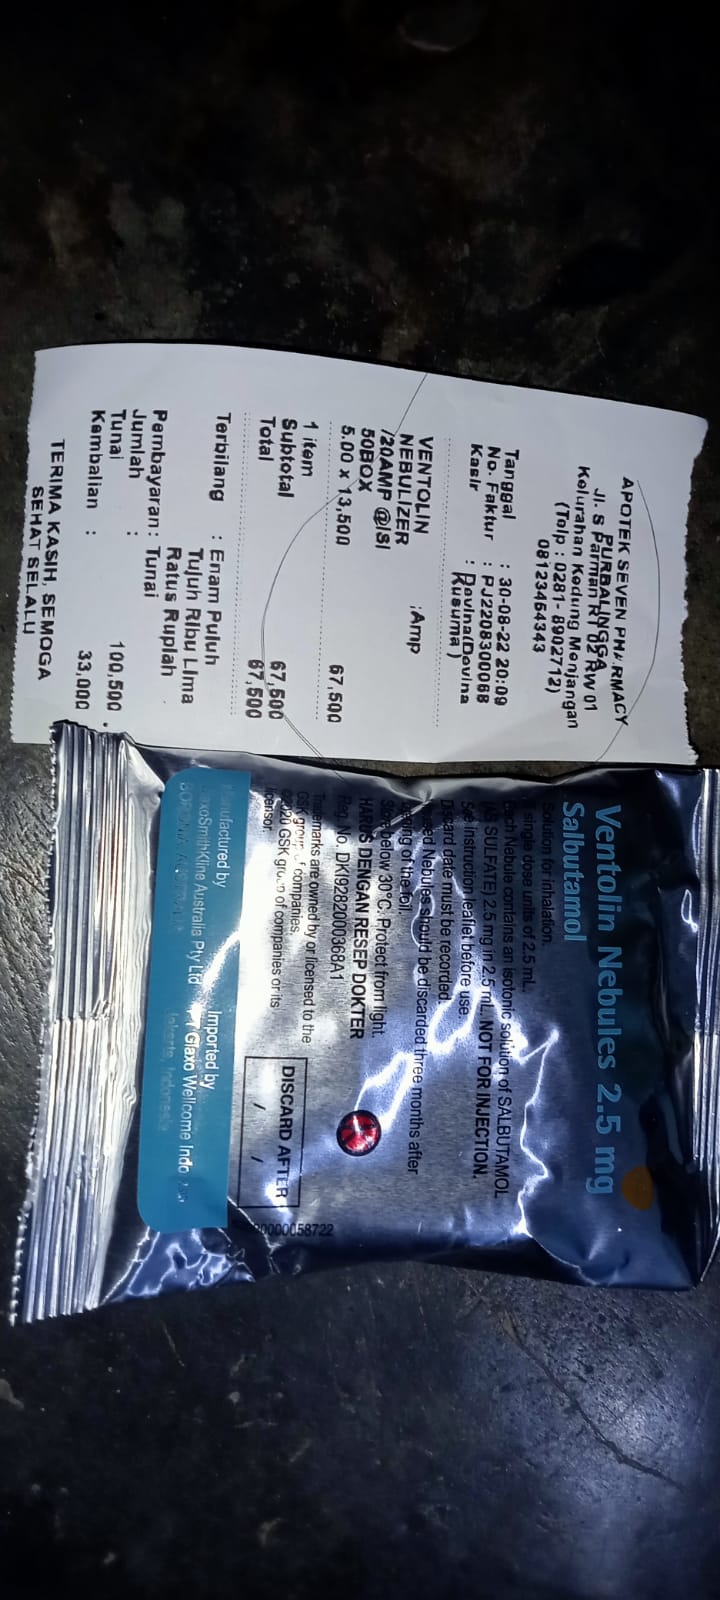 APOTEK SEVEN PHARMACY
PURBALINGGA
Jl. S Parman RT 02 RW 01
Kelurahan Kedung Menjangan
(Telp : 0281- 8902712)
08123454343
Tanggal : 30-08-22 20:09
No. Faktur : PJ2208300068
Kasir : Devina(Devina
Kusuma )
VENTOLIN
NEBULIZER
/20AMP @ISI
50BOX
;Amp
5.00 x 13,500 67,500
1 item
Subtotal 67,500
Total 67,500
Terbilang : Enam Puluh
Tujuh Ribu Lima
Ratus Rupiah
Pembayaran : Tunai
Jumlah :
Tunai 100,500
Kembalian : 33,000
TERIMA KASIH, SEMOGA
SEHAT SELALU
Ventolin Nebules 2.5 mg
Salbutamol
Solution for inhalation.
single dose units of 2.5 mL.
Each Nebule contains an isotonic solution of SALBUTAMOL
(AS SULFATE) 2.5 mg in 2.5 mL. NOT FOR INJECTION.
See instruction leaflet before use.
Discard date must be recorded.
Nebules should be discarded three months after
opening of the foil.
Store below 30°C. Protect from light.
HARUS DENGAN RESEP DOKTER
Reg. No. DKI9282000368A1
Trademarks are owned by or licensed to the
GSK group of companies.
©2020 GSK group of companies or its
licensor.
DISCARD AFTER
/ /
Manufactured by
GlaxoSmithKline Australia Pty Ltd
Imported by
Glaxo Wellcome Indo
Jakarta, Indonesia
0000058722